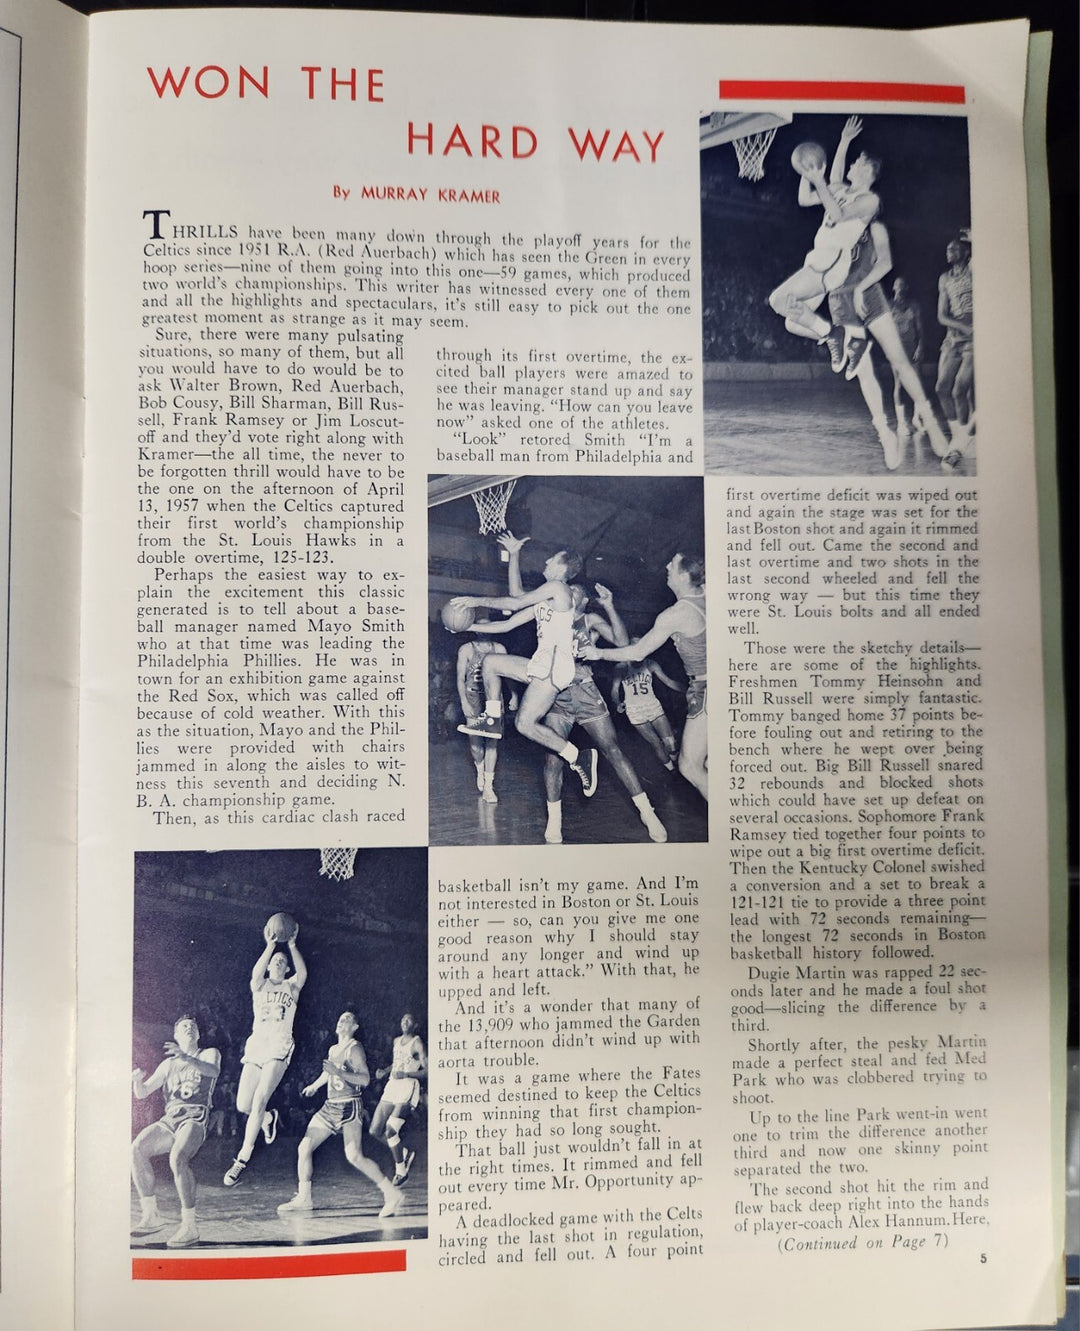 WON THE
HARD WAY
By MURRAY KRAMER
THRILLS have been many down through the playoff years for the
Celtics since 1951 R.A. (Red Auerbach) which has seen the Green in every
hoop series—nine of them going into this one—59 games, which produced
two world's championships. This writer has witnessed every one of them
and all the highlights and spectaculars, it's still easy to pick out the one
greatest moment as strange as it may seem.
Sure, there were many pulsating
situations, so many of them, but all
you would have to do would be to
ask Walter Brown, Red Auerbach,
Bob Cousy, Bill Sharman, Bill Rus-
sell, Frank Ramsey or Jim Loscut-
off and they'd vote right along with
Kramer—the all time, the never to
be forgotten thrill would have to be
the one on the afternoon of April
13, 1957 when the Celtics captured
their first world's championship
from the St. Louis Hawks in a
double overtime, 125-123.
Perhaps the easiest way to ex-
plain the excitement this classic
generated is to tell about a base-
ball manager named Mayo Smith
who at that time was leading the
Philadelphia Phillies. He was in
town for an exhibition game against
the Red Sox, which was called off
because of cold weather. With this
as the situation, Mayo and the Phil-
lies were provided with chairs
jammed in along the aisles to wit-
ness this seventh and deciding N.
B. A. championship game.
Then, as this cardiac clash raced
through its first overtime, the ex-
cited ball players were amazed to
see their manager stand up and say
he was leaving. "How can you leave
now" asked one of the athletes.
"Look" retored Smith "I'm a
baseball man from Philadelphia and
CS
CELTICS
15
basketball isn't my game. And I'm
not interested in Boston or St. Louis
either — so, can you give me one
good reason why I should stay
around any longer and wind up
with a heart attack." With that, he
upped and left.
And it's a wonder that many of
the 13,909 who jammed the Garden
that afternoon didn't wind up with
aorta trouble.
It was a game where the Fates
seemed destined to keep the Celtics
from winning that first champion-
ship they had so long sought.
That ball just wouldn't fall in at
the right times. It rimmed and fell
out every time Mr. Opportunity ap-
peared.
A deadlocked game with the Celts
having the last shot in regulation,
circled and fell out. A four point
first overtime deficit was wiped out
and again the stage was set for the
last Boston shot and again it rimmed
and fell out. Came the second and
last overtime and two shots in the
last second wheeled and fell the
wrong way — but this time they
were St. Louis bolts and all ended
well.
Those were the sketchy details—
here are some of the highlights.
Freshmen Tommy Heinsohn and
Bill Russell were simply fantastic.
Tommy banged home 37 points be-
fore fouling out and retiring to the
bench where he wept over being
forced out. Big Bill Russell snared
32 rebounds and blocked shots
which could have set up defeat on
several occasions. Sophomore Frank
Ramsey tied together four points to
wipe out a big first overtime deficit.
Then the Kentucky Colonel swished
a conversion and a set to break a
121-121 tie to provide a three point
lead with 72 seconds remaining—
the longest 72 seconds in Boston
basketball history followed.
Dugie Martin was rapped 22 sec-
onds later and he made a foul shot
good—slicing the difference by a
third.
Shortly after, the pesky Martin
made a perfect steal and fed Med
Park who was clobbered trying to
shoot.
Up to the line Park went-in went
one to trim the difference another
third and now one skinny point
separated the two.
The second shot hit the rim and
flew back deep right into the hands
of player-coach Alex Hannum. Here,
(Continued on Page 7)
5